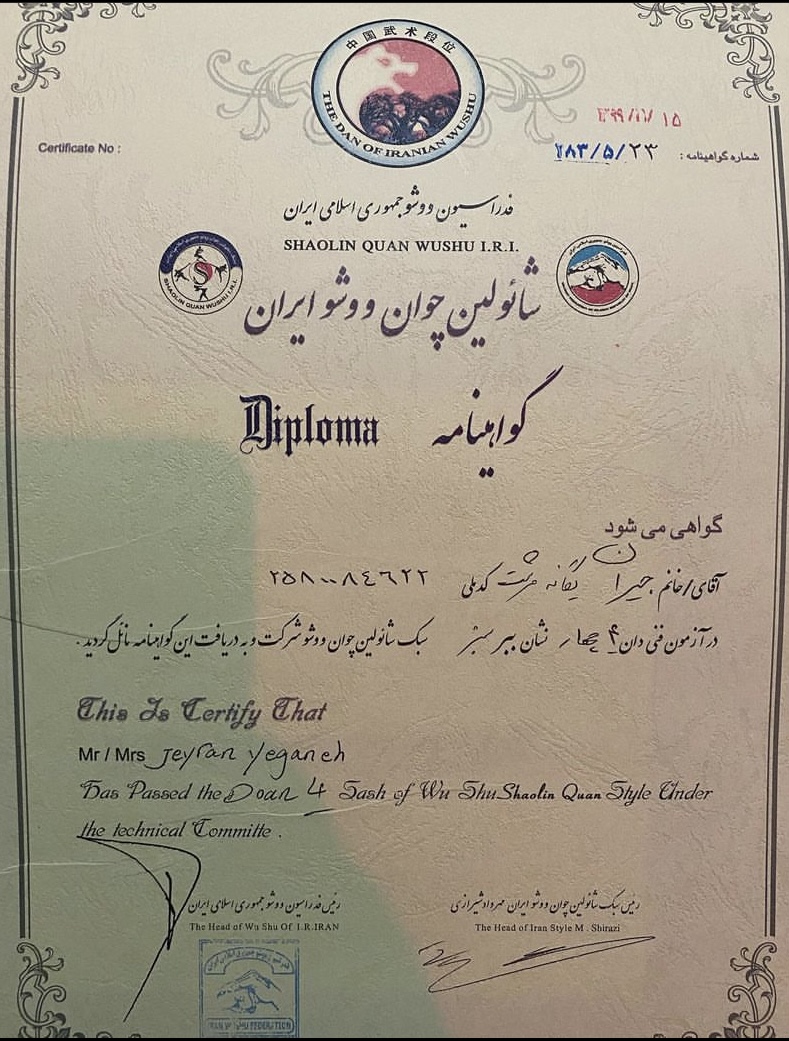 中国武术段位
THE DAN OF IRANIAN WUSHU
۱۳۹۹/۱۱/۱۵
Certificate No :
شماره گواهینامه : ۱۸۳/۵/۲۳
فدراسیون ووشو جمهوری اسلامی ایران
SHAOLIN QUAN WUSHU I.R.I.
SHAOLIN QUAN WUSHU I.R.I.
شائولین چوان ووشو ایران
Diploma گواهینامه
گواهی می شود
آقای/خانم جیران یگانه کدملی ۲۵۸۰۰۸۴۶۲۲
در آزمون فنی دان ۴ چهار نشان ببر سبز سبک شائولین چوان ووشو شرکت و به دریافت این گواهینامه نائل گردید .
This Is Certify That
Mr / Mrs Jeyran yeganeh
Has Passed the Doan 4 Sash of Wu Shu Shaolin Quan Style Under
the technical Committe .
رئیس فدراسیون ووشو جمهوری اسلامی ایران
The Head of Wu Shu Of I.R.IRAN
رئیس سبک شائولین چوان ووشو ایران مهرداد شیرازی
The Head of Iran Style M . Shirazi
FEDERATION